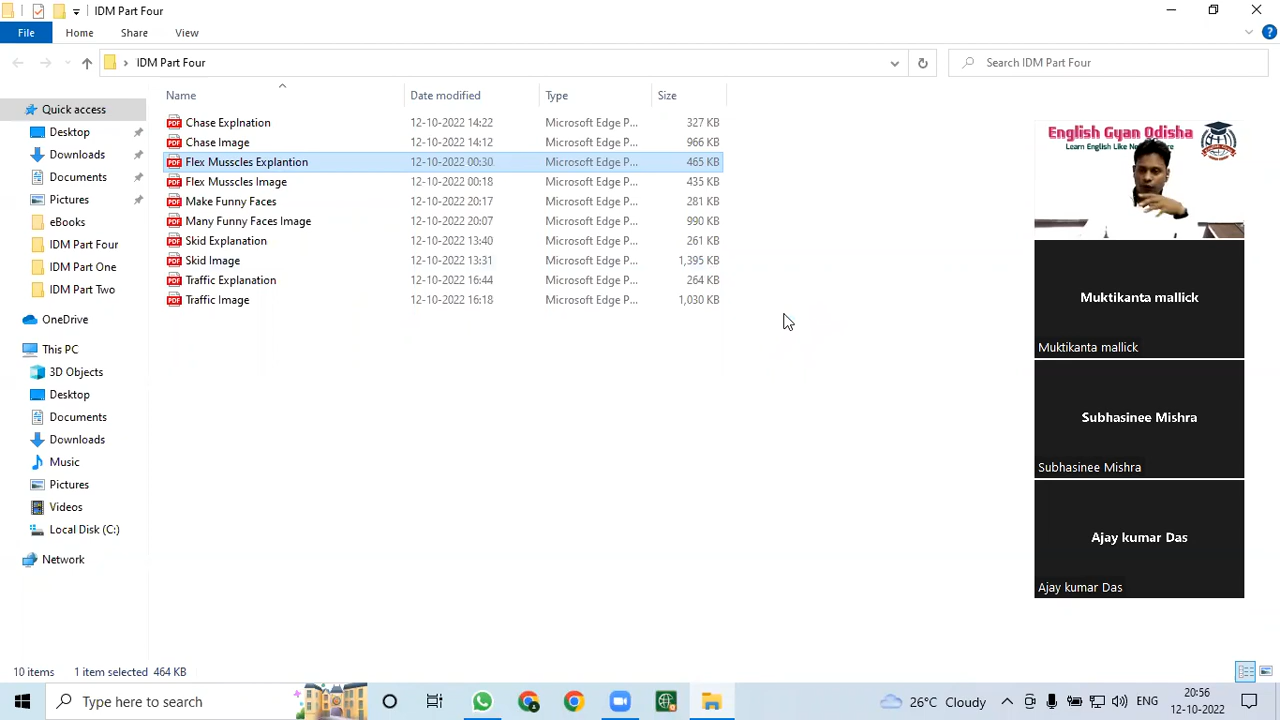 IDM Part Four
File Home Share View
IDM Part Four
Search IDM Part Four
Name Date modified Type Size
Quick access
Desktop
Downloads
Documents
Pictures
eBooks
IDM Part Four
IDM Part One
IDM Part Two
OneDrive
This PC
3D Objects
Desktop
Documents
Downloads
Music
Pictures
Videos
Local Disk (C:)
Network
Chase Explnation 12-10-2022 14:22 Microsoft Edge P... 327 KB
Chase Image 12-10-2022 14:12 Microsoft Edge P... 966 KB
Flex Musscles Explantion 12-10-2022 00:30 Microsoft Edge P... 465 KB
Flex Musscles Image 12-10-2022 00:18 Microsoft Edge P... 435 KB
Make Funny Faces 12-10-2022 20:17 Microsoft Edge P... 281 KB
Many Funny Faces Image 12-10-2022 20:07 Microsoft Edge P... 990 KB
Skid Explanation 12-10-2022 13:40 Microsoft Edge P... 261 KB
Skid Image 12-10-2022 13:31 Microsoft Edge P... 1,395 KB
Traffic Explanation 12-10-2022 16:44 Microsoft Edge P... 264 KB
Traffic Image 12-10-2022 16:18 Microsoft Edge P... 1,030 KB
English Gyan Odisha
Learn English Like N
Muktikanta mallick
Muktikanta mallick
Subhasinee Mishra
Subhasinee Mishra
Ajay kumar Das
Ajay kumar Das
10 items 1 item selected 464 KB
Type here to search
26°C Cloudy
ENG
20:56
12-10-2022